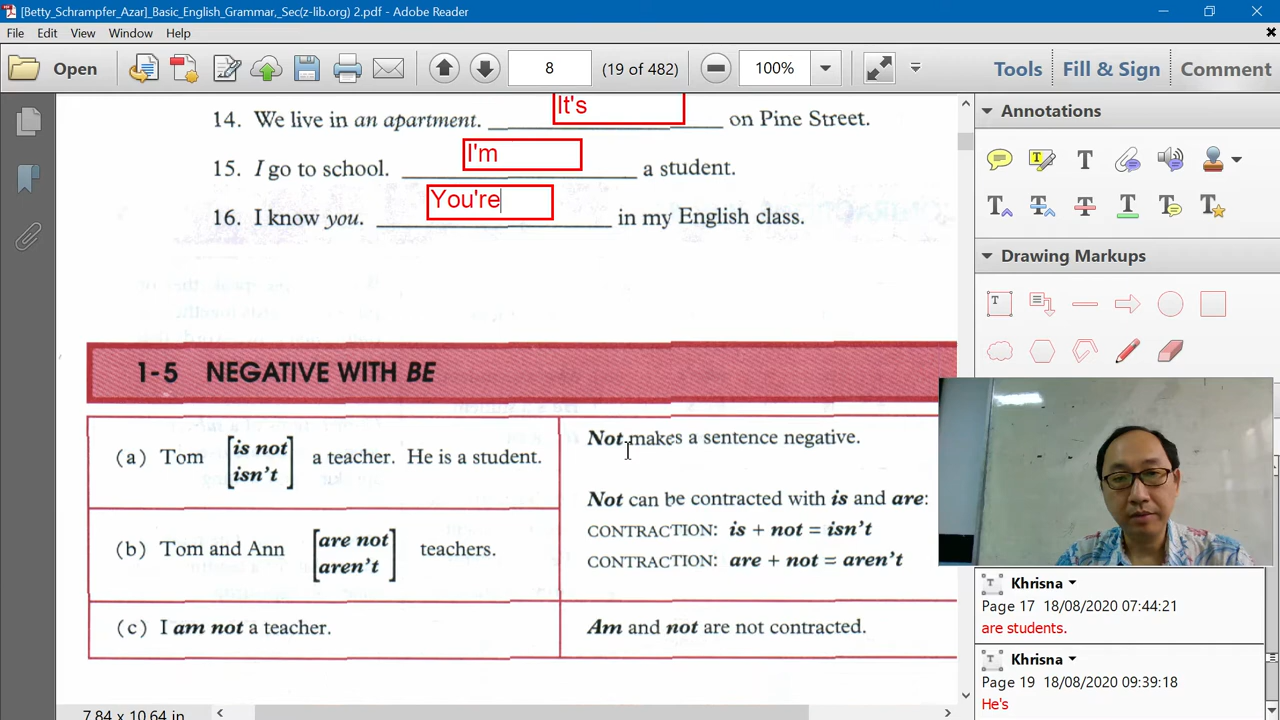 [Betty_Schrampfer_Azar]_Basic_English_Grammar,_Sec(z-lib.org) 2.pdf - Adobe Reader
File Edit View Window Help
Open 8 (19 of 482) 100% Tools Fill & Sign Comment
14. We live in an apartment. It's on Pine Street.
15. I go to school. I'm a student.
16. I know you. You're in my English class.
1-5 NEGATIVE WITH BE
(a) Tom [is not] a teacher. He is a student.
isn't
Not makes a sentence negative.
(b) Tom and Ann [are not] teachers.
aren't
Not can be contracted with is and are:
CONTRACTION: is + not = isn't
CONTRACTION: are + not = aren't
(c) I am not a teacher.
Am and not are not contracted.
7.84 x 10.64 in
Annotations
T
T T T T T T
Drawing Markups
T
T Khrisna
Page 17 18/08/2020 07:44:21
are students.
T Khrisna
Page 19 18/08/2020 09:39:18
He's